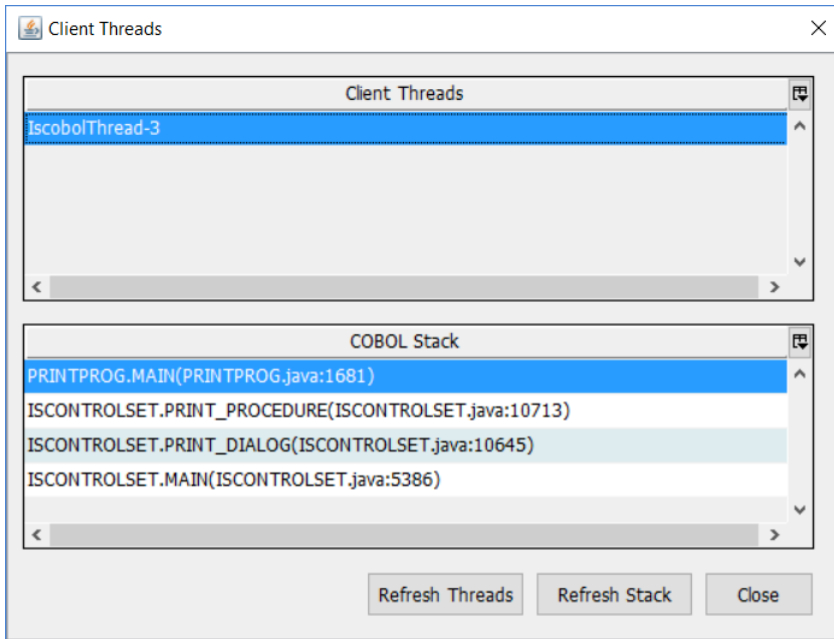 Client Threads
Client Threads
IscobolThread-3
COBOL Stack
PRINTPROG.MAIN(PRINTPROG.java:1681)
ISCONTROLSET.PRINT_PROCEDURE(ISCONTROLSET.java:10713)
ISCONTROLSET.PRINT_DIALOG(ISCONTROLSET.java:10645)
ISCONTROLSET.MAIN(ISCONTROLSET.java:5386)
Refresh Threads Refresh Stack Close